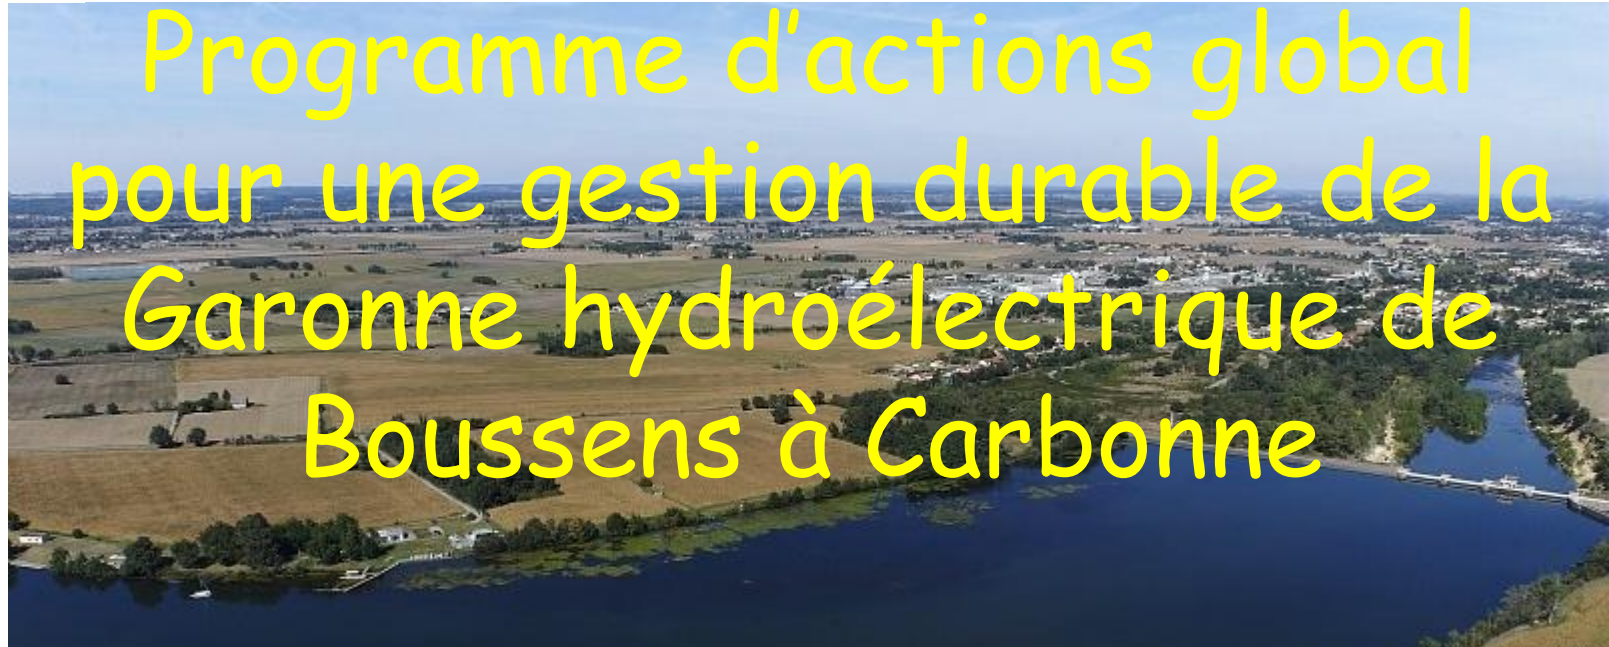 Programme d’actions global
pour une gestion durable de la
Garonne hydroélectrique de
Boussens à Carbonne